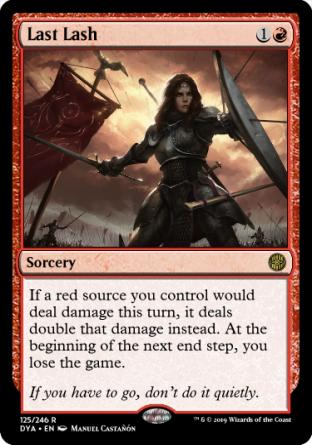 Last Lash 1
Sorcery
If a red source you control would
deal damage this turn, it deals
double that damage instead. At the
beginning of the next end step, you
lose the game.
If you have to go, don't do it quietly.
125/246 R
DYA • EN MANUEL CASTAÑÓN
™ & © 2019 Wizards of the Coast